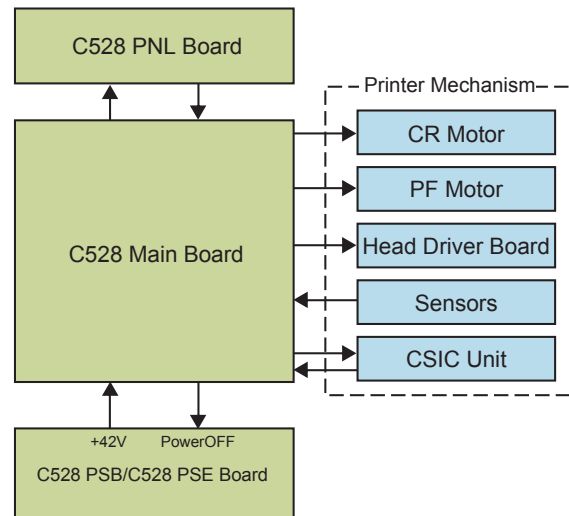 C528 PNL Board
Printer Mechanism
CR Motor
PF Motor
C528 Main Board
Head Driver Board
Sensors
CSIC Unit
+42V PowerOFF
C528 PSB/C528 PSE Board